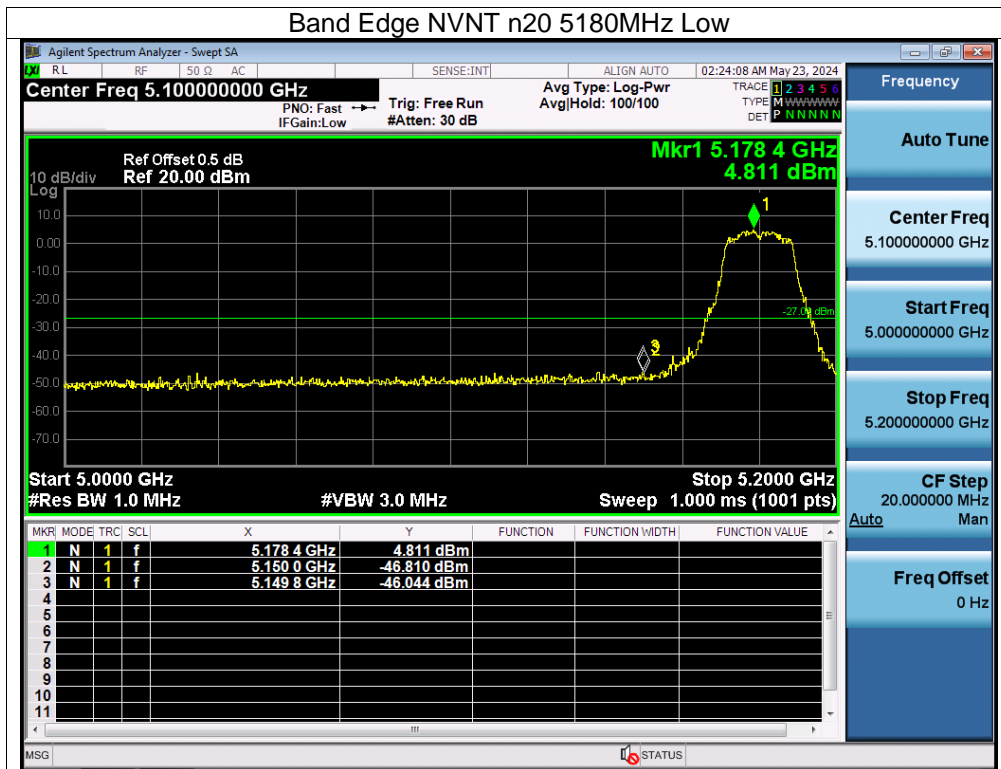 Band Edge NVNT n20 5180MHz Low
Agilent Spectrum Analyzer - Swept SA
LXI RL RF 50 Ω AC SENSE:INT ALIGN AUTO 02:24:08 AM May 23, 2024
Center Freq 5.100000000 GHz
PNO: Fast
IFGain:Low
Trig: Free Run
#Atten: 30 dB
Avg Type: Log-Pwr
Avg|Hold: 100/100
TRACE 1 2 3 4 5 6
TYPE M WWWWW
DET P N N N N N
Ref Offset 0.5 dB
10 dB/div Ref 20.00 dBm
Log
Mkr1 5.178 4 GHz
4.811 dBm
10.0
0.00
-10.0
-20.0
-30.0
-40.0
-50.0
-60.0
-70.0
1
3
2
Start 5.0000 GHz Stop 5.2000 GHz
#Res BW 1.0 MHz #VBW 3.0 MHz Sweep 1.000 ms (1001 pts)
MKR MODE TRC SCL X Y FUNCTION FUNCTION WIDTH FUNCTION VALUE
1 N 1 f 5.178 4 GHz 4.811 dBm
2 N 1 f 5.150 0 GHz -46.810 dBm
3 N 1 f 5.149 8 GHz -46.044 dBm
4
5
6
7
8
9
10
11
MSG STATUS
Frequency
Auto Tune
Center Freq
5.100000000 GHz
Start Freq
5.000000000 GHz
Stop Freq
5.200000000 GHz
CF Step
20.000000 MHz
Auto Man
Freq Offset
0 Hz